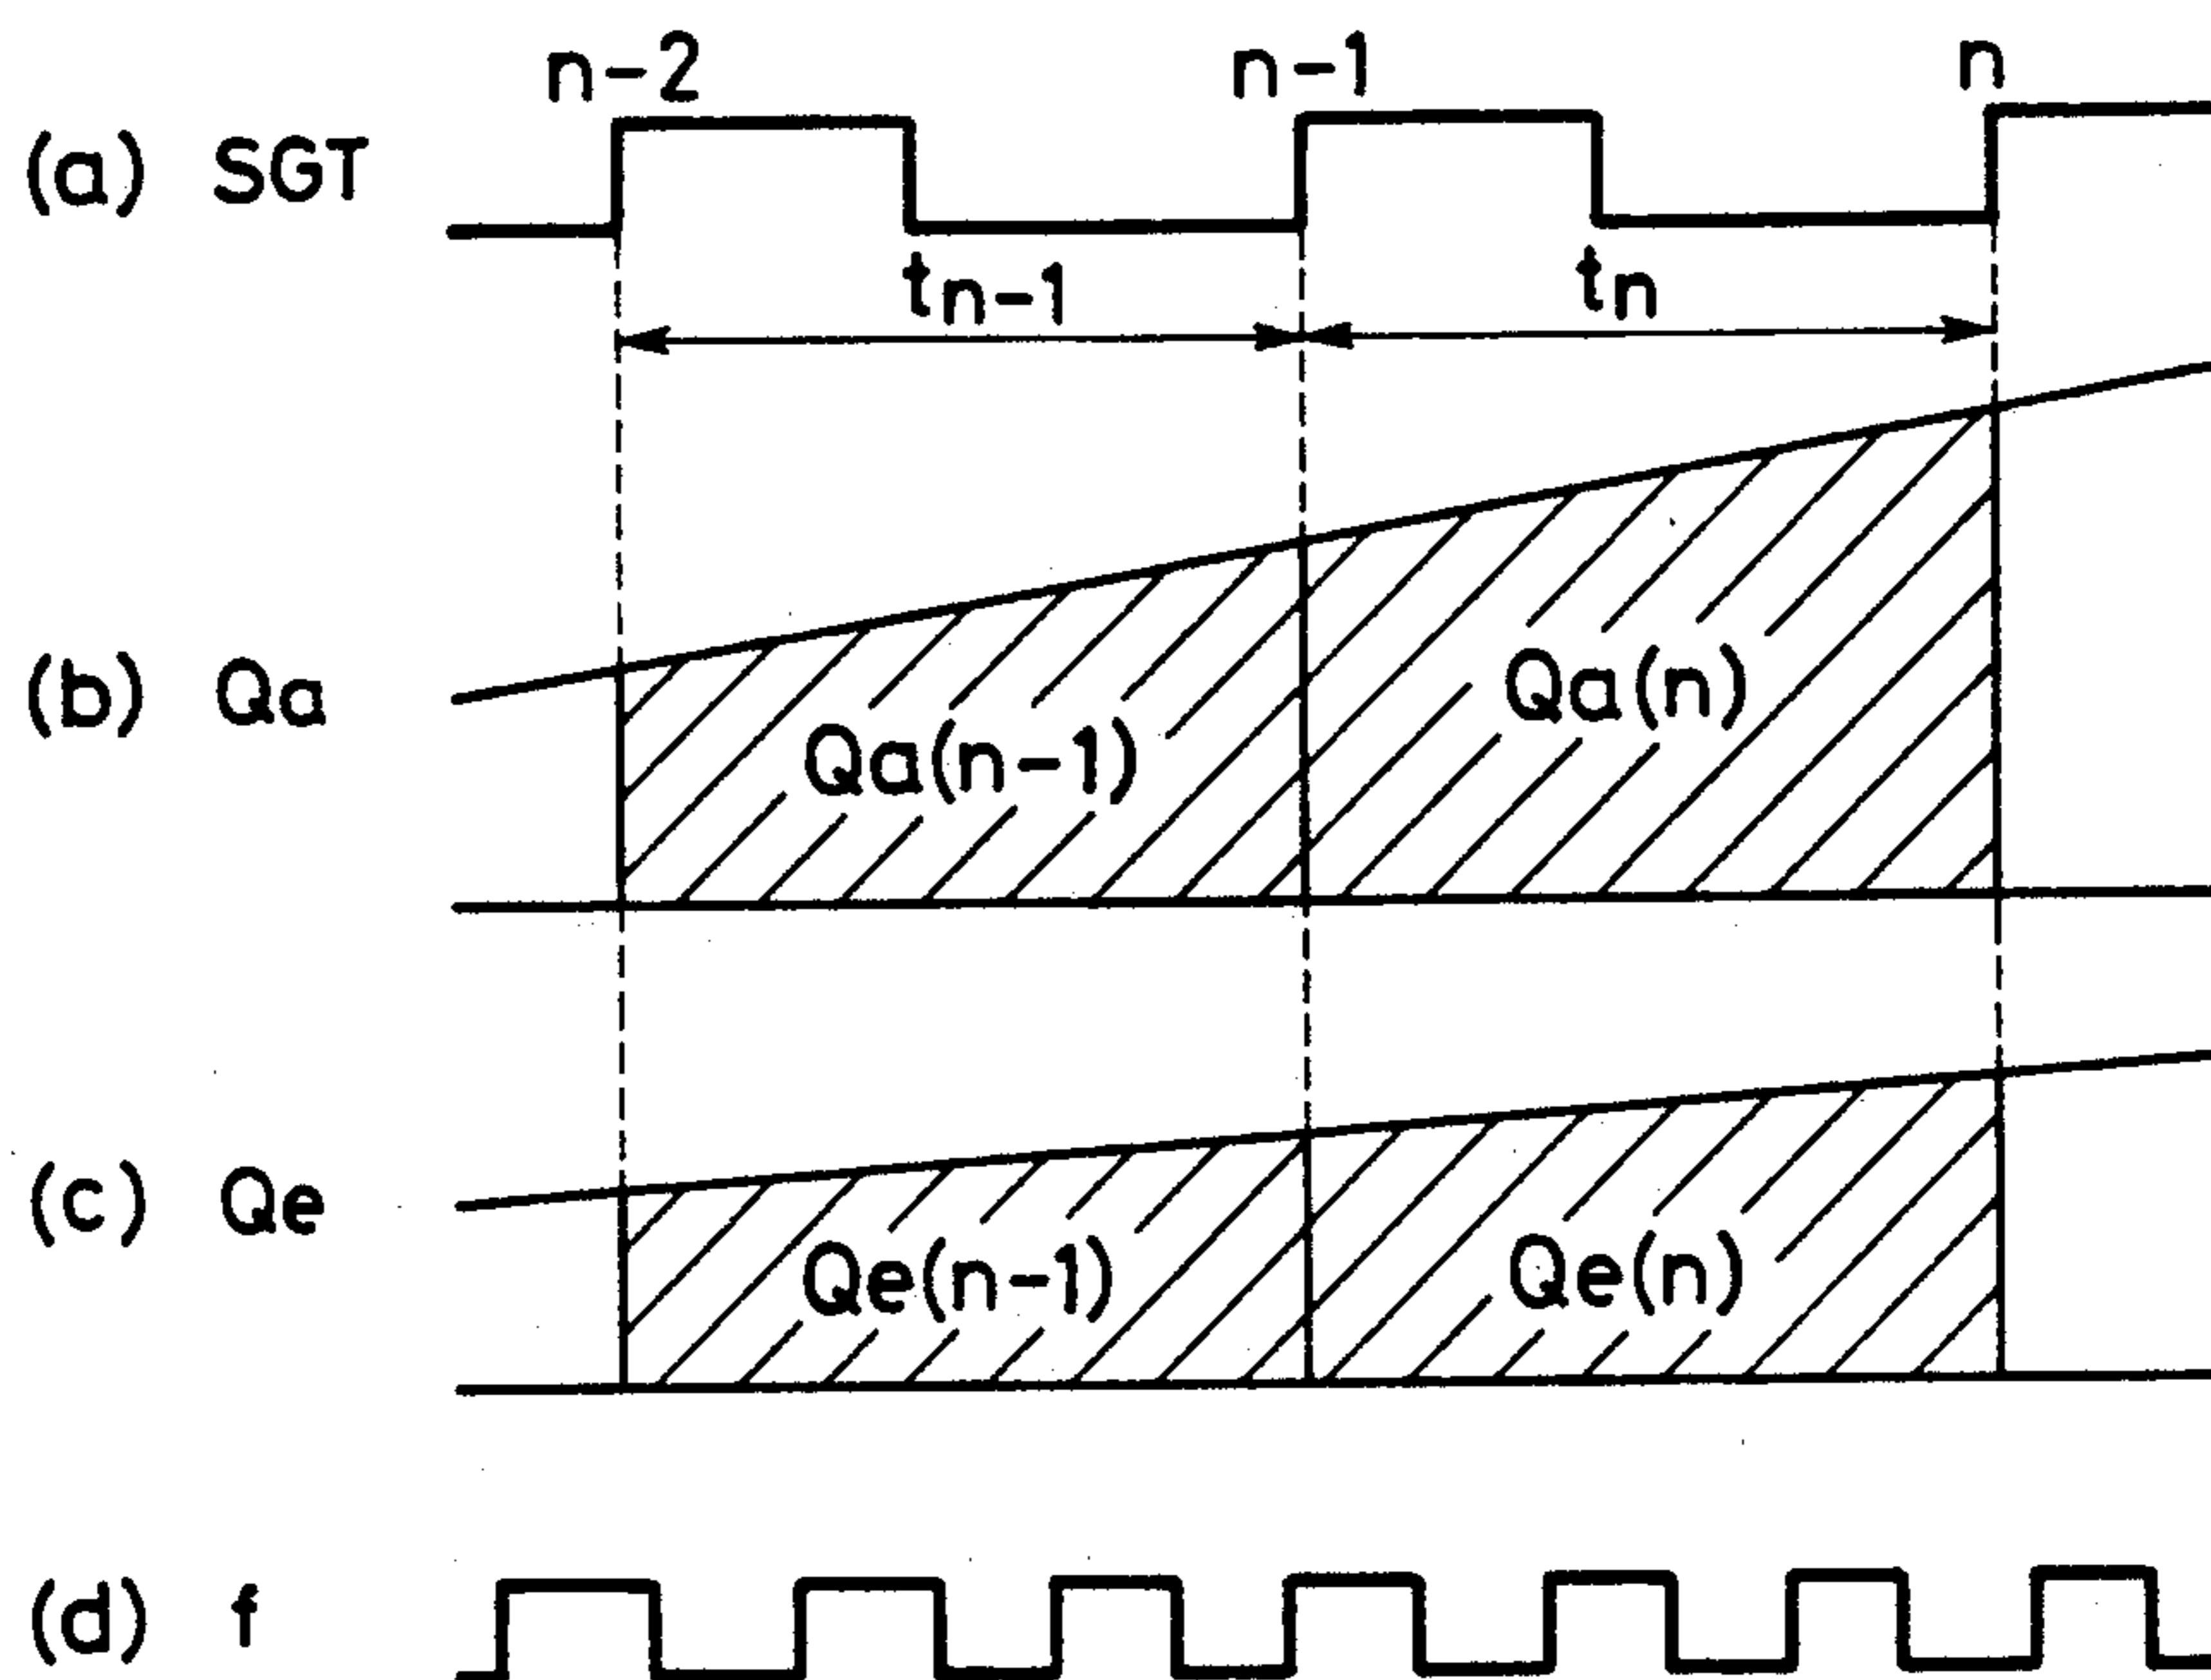 n-2 n-1 n
(a) SGT
tn-1 tn
(b) Qa
Qa(n-1) Qa(n)
(c) Qe
Qe(n-1) Qe(n)
(d) f